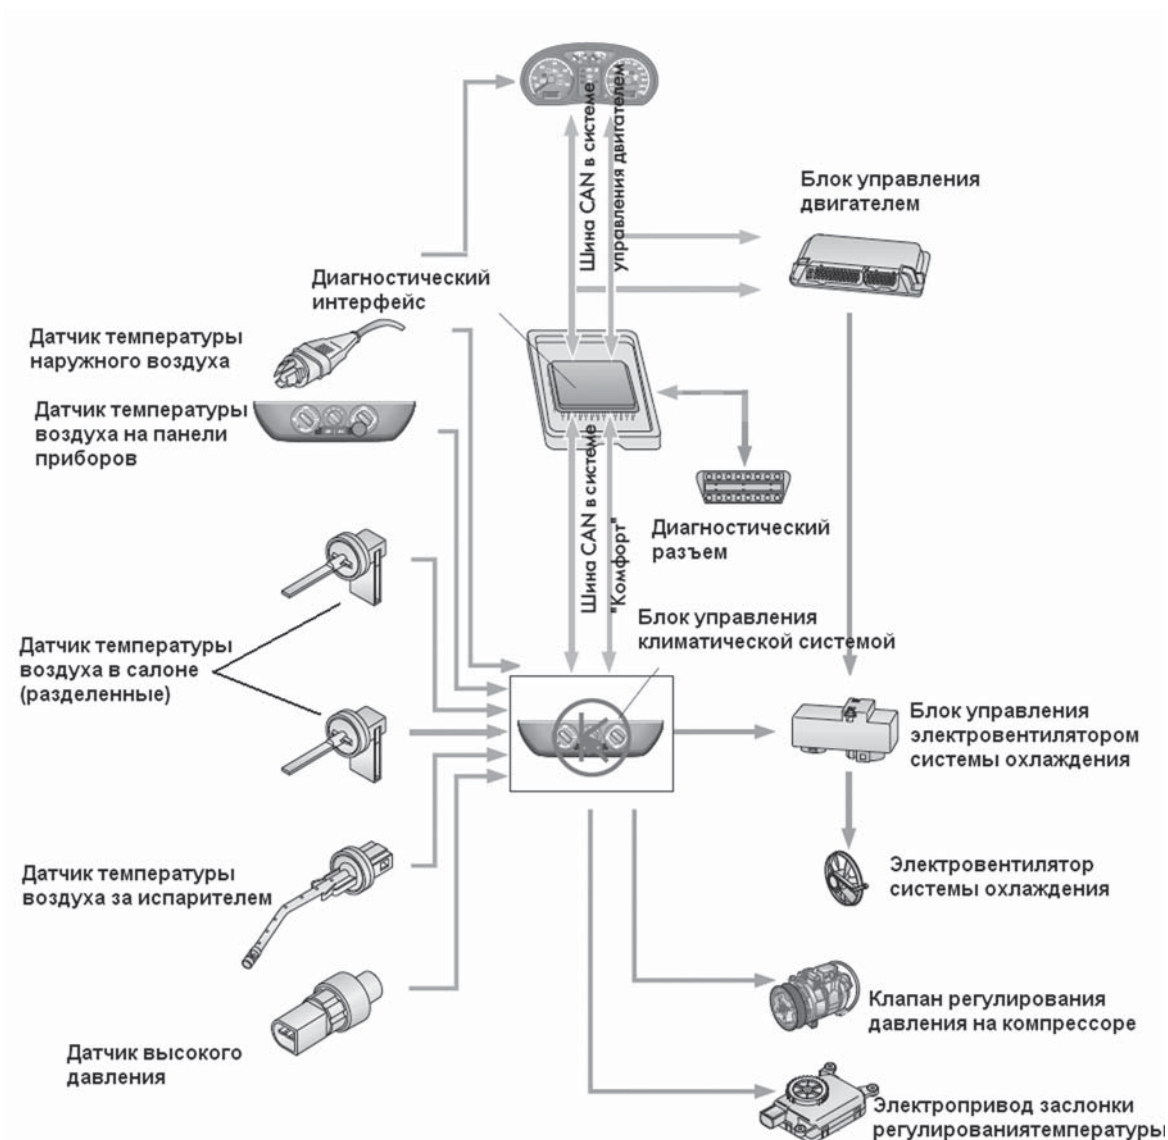 Шина CAN в системе
управления двигателем
Блок управления
двигателем
Диагностический
интерфейс
Датчик температуры
наружного воздуха
Датчик температуры
воздуха на панели
приборов
Шина CAN в системе
"Комфорт"
Диагностический
разъем
Блок управления
климатической системой
Датчик температуры
воздуха в салоне
(разделенные)
Блок управления
электровентилятором
системы охлаждения
Датчик температуры
воздуха за испарителем
Электровентилятор
системы охлаждения
Клапан регулирования
давления на компрессоре
Датчик высокого
давления
Электропривод заслонки
регулированиятемпературы